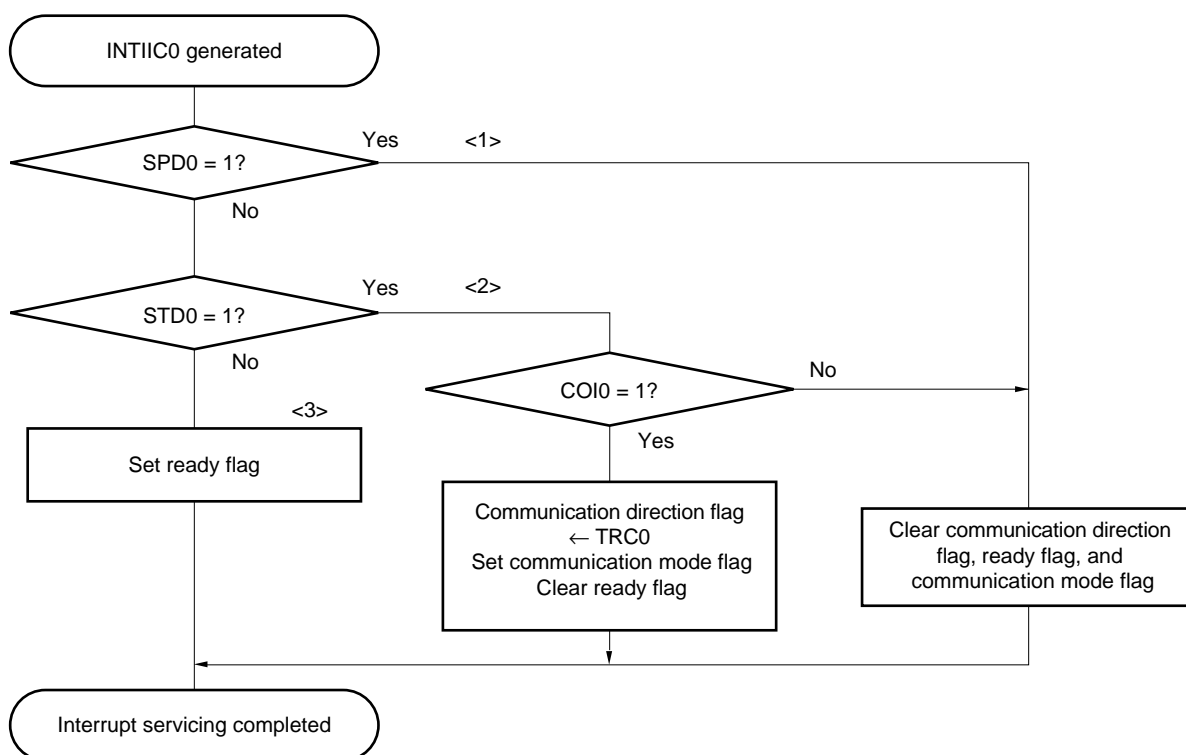 INTIIC0 generated
Yes
<1>
SPD0 = 1?
No
Yes
<2>
STD0 = 1?
No
No
COI0 = 1?
<3>
Yes
Set ready flag
Communication direction flag
← TRC0
Set communication mode flag
Clear ready flag
Clear communication direction
flag, ready flag, and
communication mode flag
Interrupt servicing completed